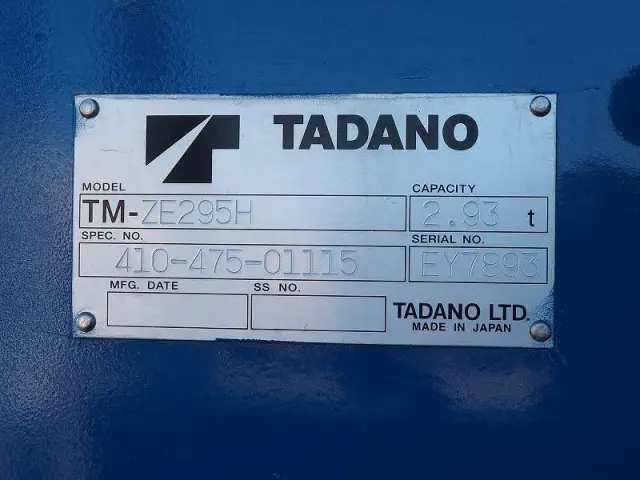 TADANO
MODEL CAPACITY
TM-ZE295H 2.93 t
SPEC. NO. SERIAL NO.
410-475-01115 EY7893
MFG. DATE SS NO.
TADANO LTD.
MADE IN JAPAN